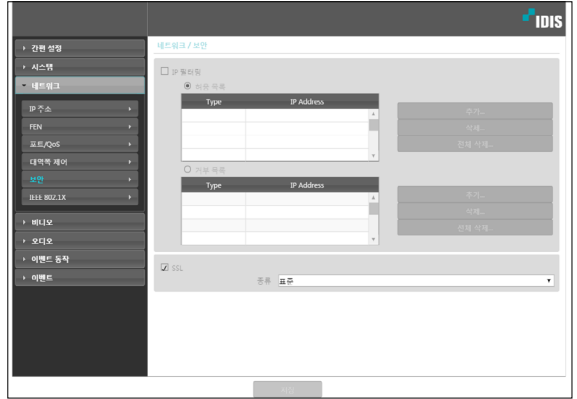 IDIS
간편 설정
네트워크 / 보안
시스템
네트워크
IP 주소
FEN
포트/QoS
대역폭 제어
보안
IEEE 802.1X
비디오
오디오
이벤트 동작
이벤트
IP 필터링
허용 목록
Type IP Address
추가...
삭제...
전체 삭제...
거부 목록
Type IP Address
추가...
삭제...
전체 삭제...
SSL
종류 표준
저장